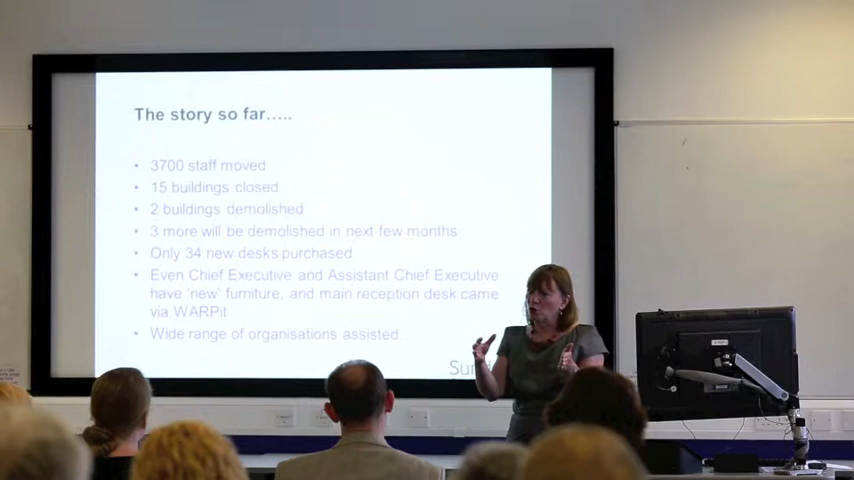 The story so far.....
• 3700 staff moved
• 15 buildings closed
• 2 buildings demolished
• 3 more will be demolished in next few months
• Only 34 new desks purchased
• Even Chief Executive and Assistant Chief Executive
have 'new' furniture, and main reception desk came
via WARPit
• Wide range of organisations assisted.